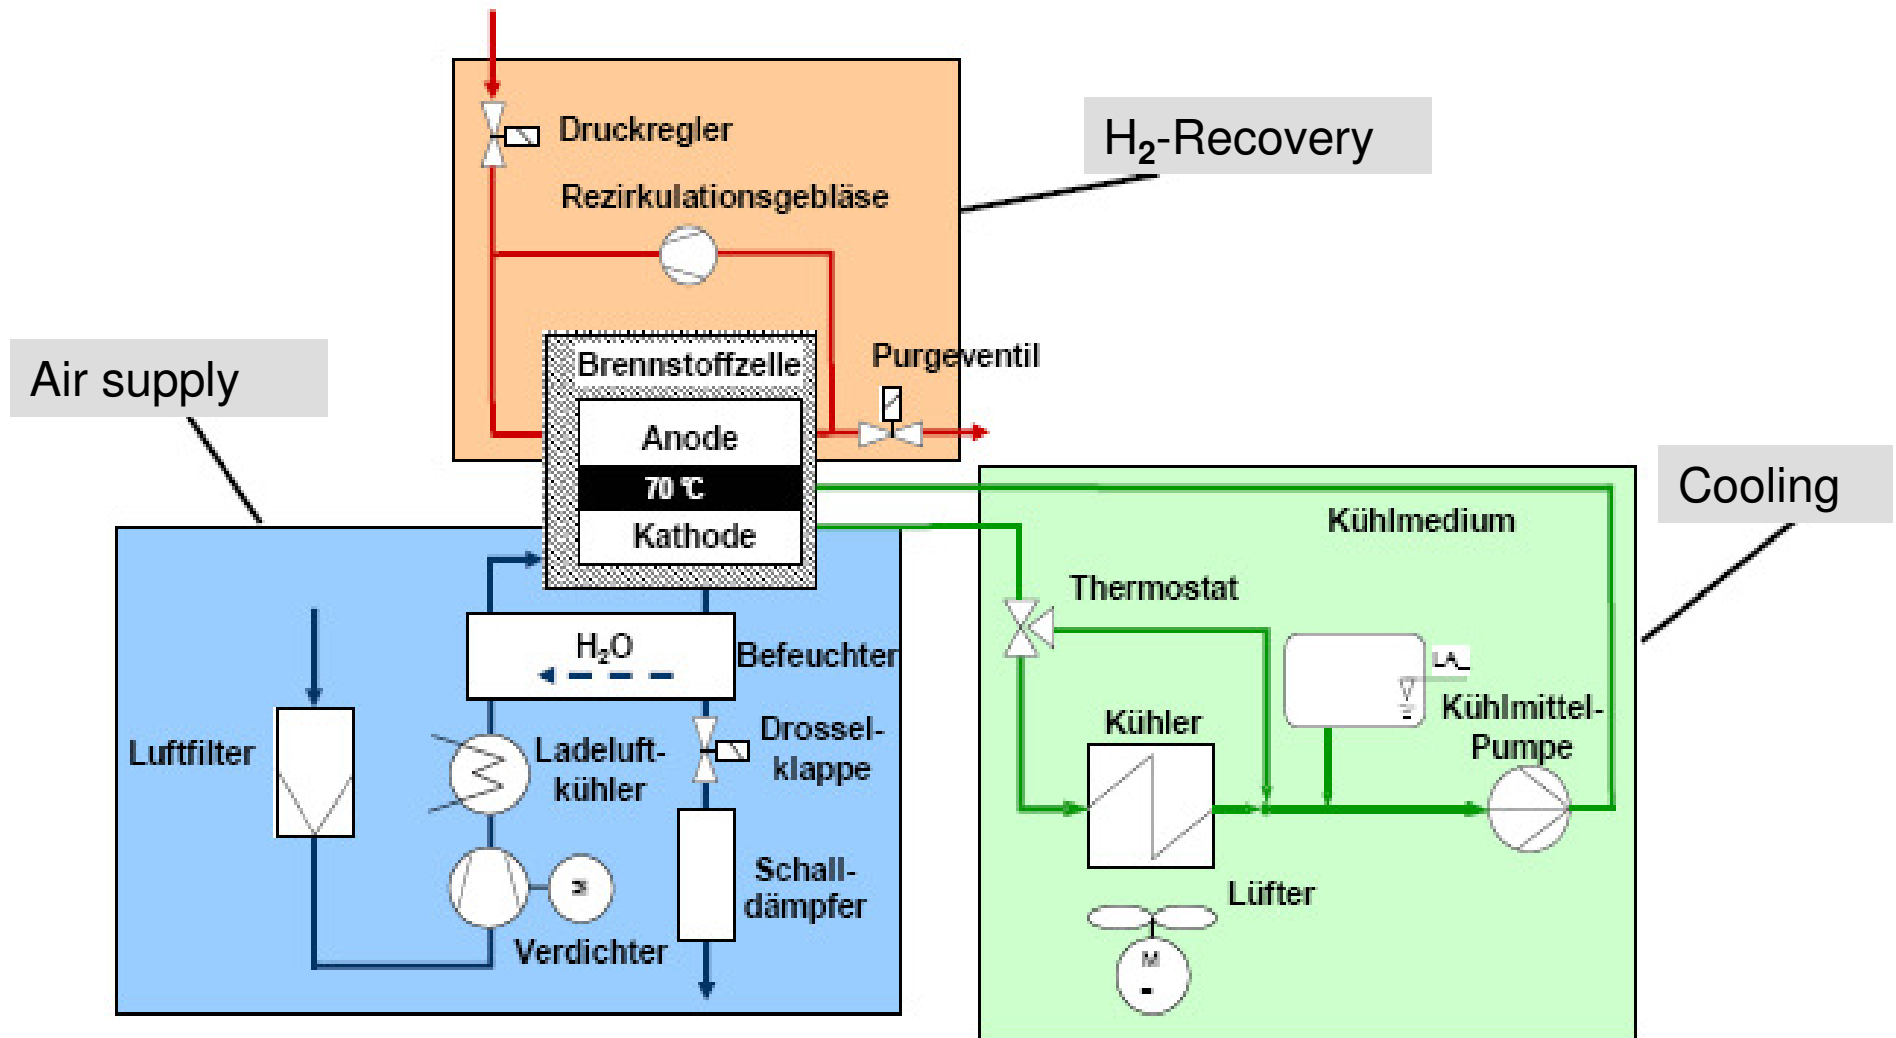 Druckregler
H₂-Recovery
Rezirkulationsgebläse
Air supply
Brennstoffzelle
Purgeventil
Anode
70 °C
Kathode
Cooling
Kühlmedium
Thermostat
H₂O
Befeuchter
LA_
Luftfilter
Ladeluft-
kühler
Drossel-
klappe
Kühler
Kühlmittel-
Pumpe
M
Schall-
dämpfer
Verdichter
Lüfter
M